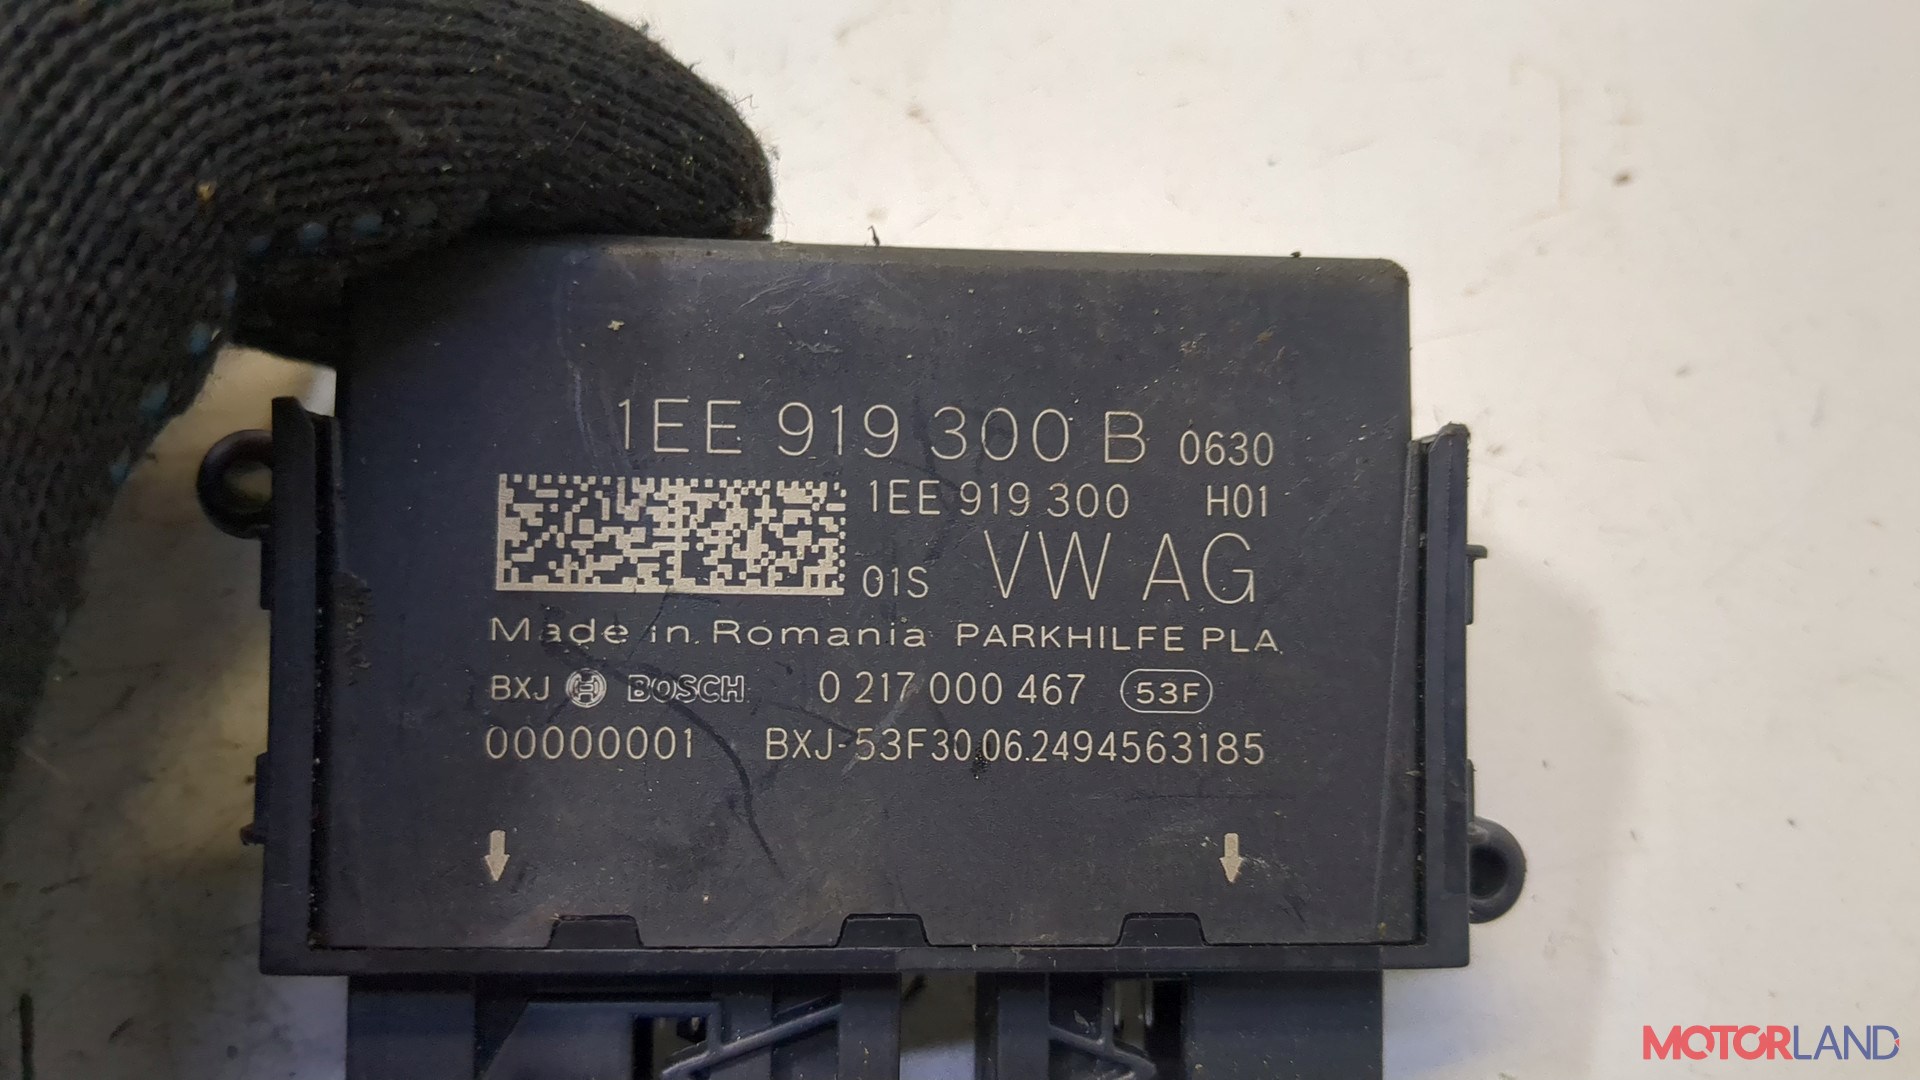 1EE 919 300 B 0630
1EE 919 300 H01
01S VW AG
Made in Romania PARKHILFE PLA
BXJ BOSCH 0 217 000 467 53F
00000001 BXJ-53F30.06.2494563185
MOTORLAND